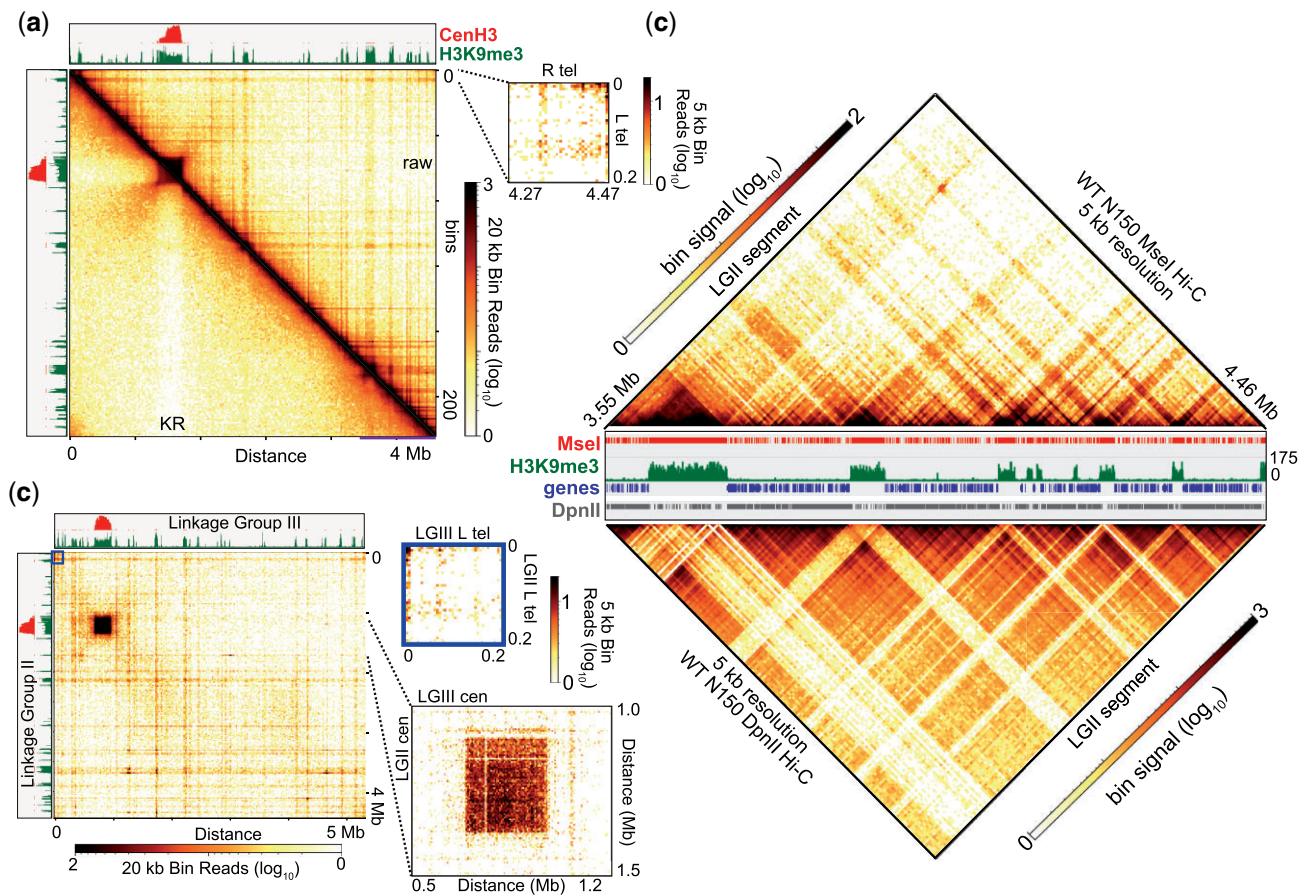 (a)
CenH3
H3K9me3
0
raw
bins
200
KR
0
Distance
4 Mb
3
20 kb Bin Reads (log10)
0
R tel
0
L tel
0.2
4.27
4.47
1
0
5 kb Bin
Reads (log10)
(c)
Linkage Group III
Linkage Group II
0
4 Mb
0
Distance
5 Mb
2
20 kb Bin Reads (log10)
0
LGIII L tel
0
LGII L tel
0.2
0
0.2
1
0
5 kb Bin
Reads (log10)
LGIII cen
LGII cen
1.0
Distance (Mb)
1.5
0.5
Distance (Mb)
1.2
(c)
0
bin signal (log10)
2
LGII segment
WT N150 MseI Hi-C
5 kb resolution
3.55 Mb
4.46 Mb
MseI
H3K9me3
175
0
genes
DpnII
5 kb resolution
WT N150 DpnII Hi-C
LGII segment
0
bin signal (log10)
3